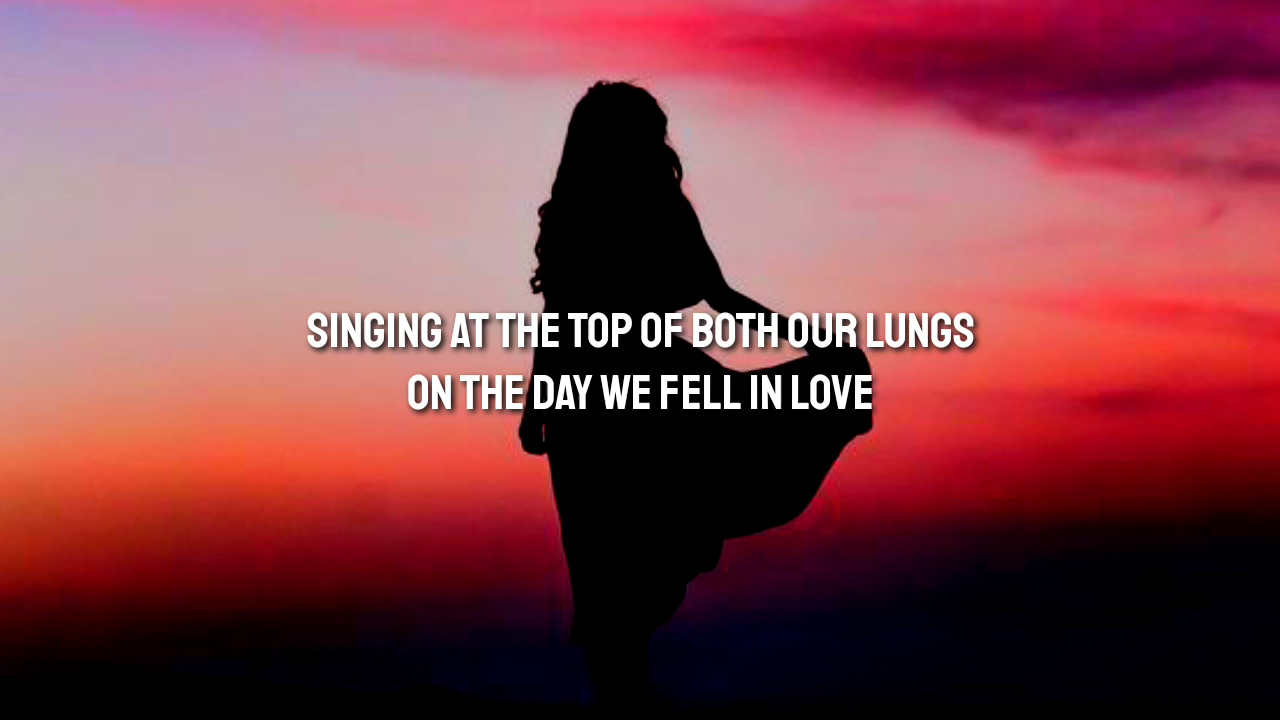 SINGING AT THE TOP OF BOTH OUR LUNGS
ON THE DAY WE FELL IN LOVE